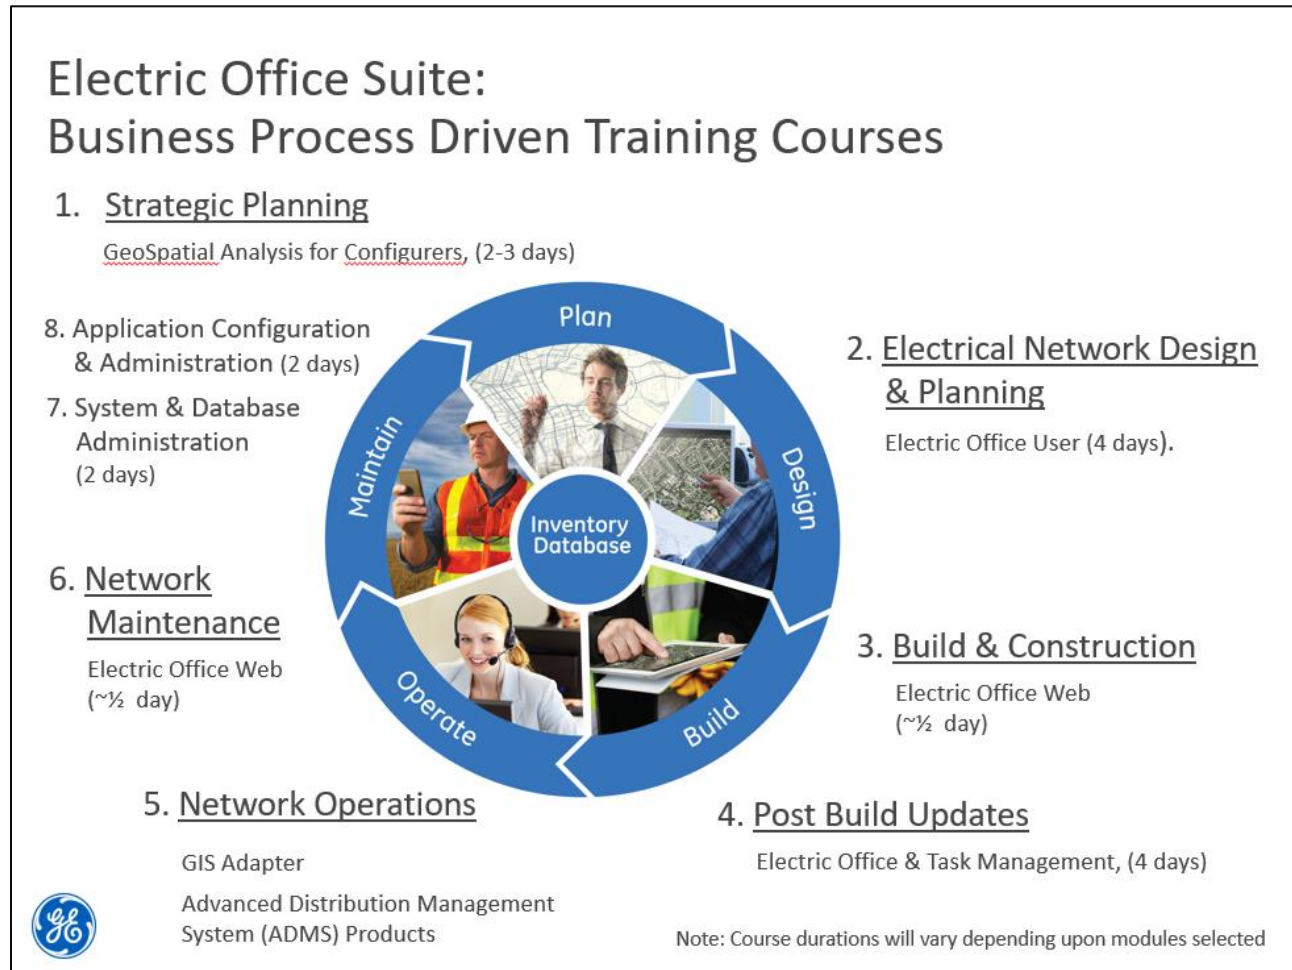 Electric Office Suite:
Business Process Driven Training Courses
1. Strategic Planning
GeoSpatial Analysis for Configurers, (2-3 days)
8. Application Configuration
& Administration (2 days)
7. System & Database
Administration
(2 days)
6. Network
Maintenance
Electric Office Web
(~½ day)
Plan
Design
Build
Operate
Maintain
Inventory
Database
2. Electrical Network Design
& Planning
Electric Office User (4 days).
3. Build & Construction
Electric Office Web
(~½ day)
5. Network Operations
GIS Adapter
Advanced Distribution Management
System (ADMS) Products
4. Post Build Updates
Electric Office & Task Management, (4 days)
Note: Course durations will vary depending upon modules selected
GE